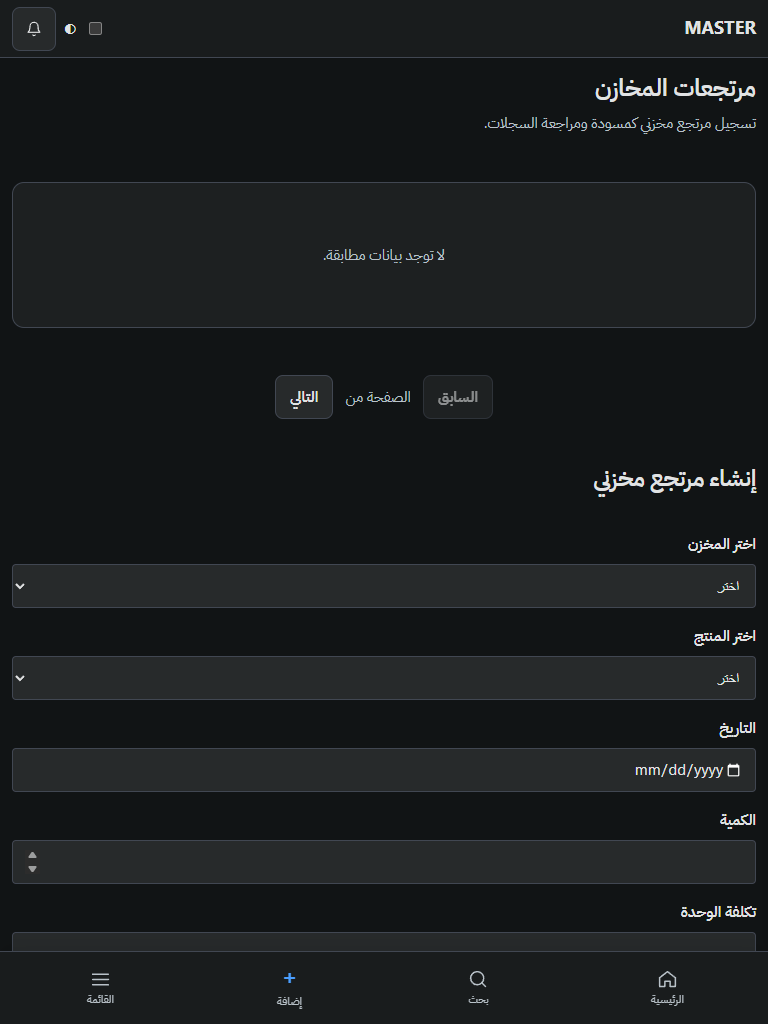 MASTER
مرتجعات المخازن
تسجيل مرتجع مخزني كمسودة ومراجعة السجلات.
لا توجد بيانات مطابقة.
السابق
الصفحة من
التالي
إنشاء مرتجع مخزني
اختر المخزن
اختر
اختر المنتج
اختر
التاريخ
mm/dd/yyyy
الكمية
تكلفة الوحدة
الرئيسية
بحث
إضافة
القائمة